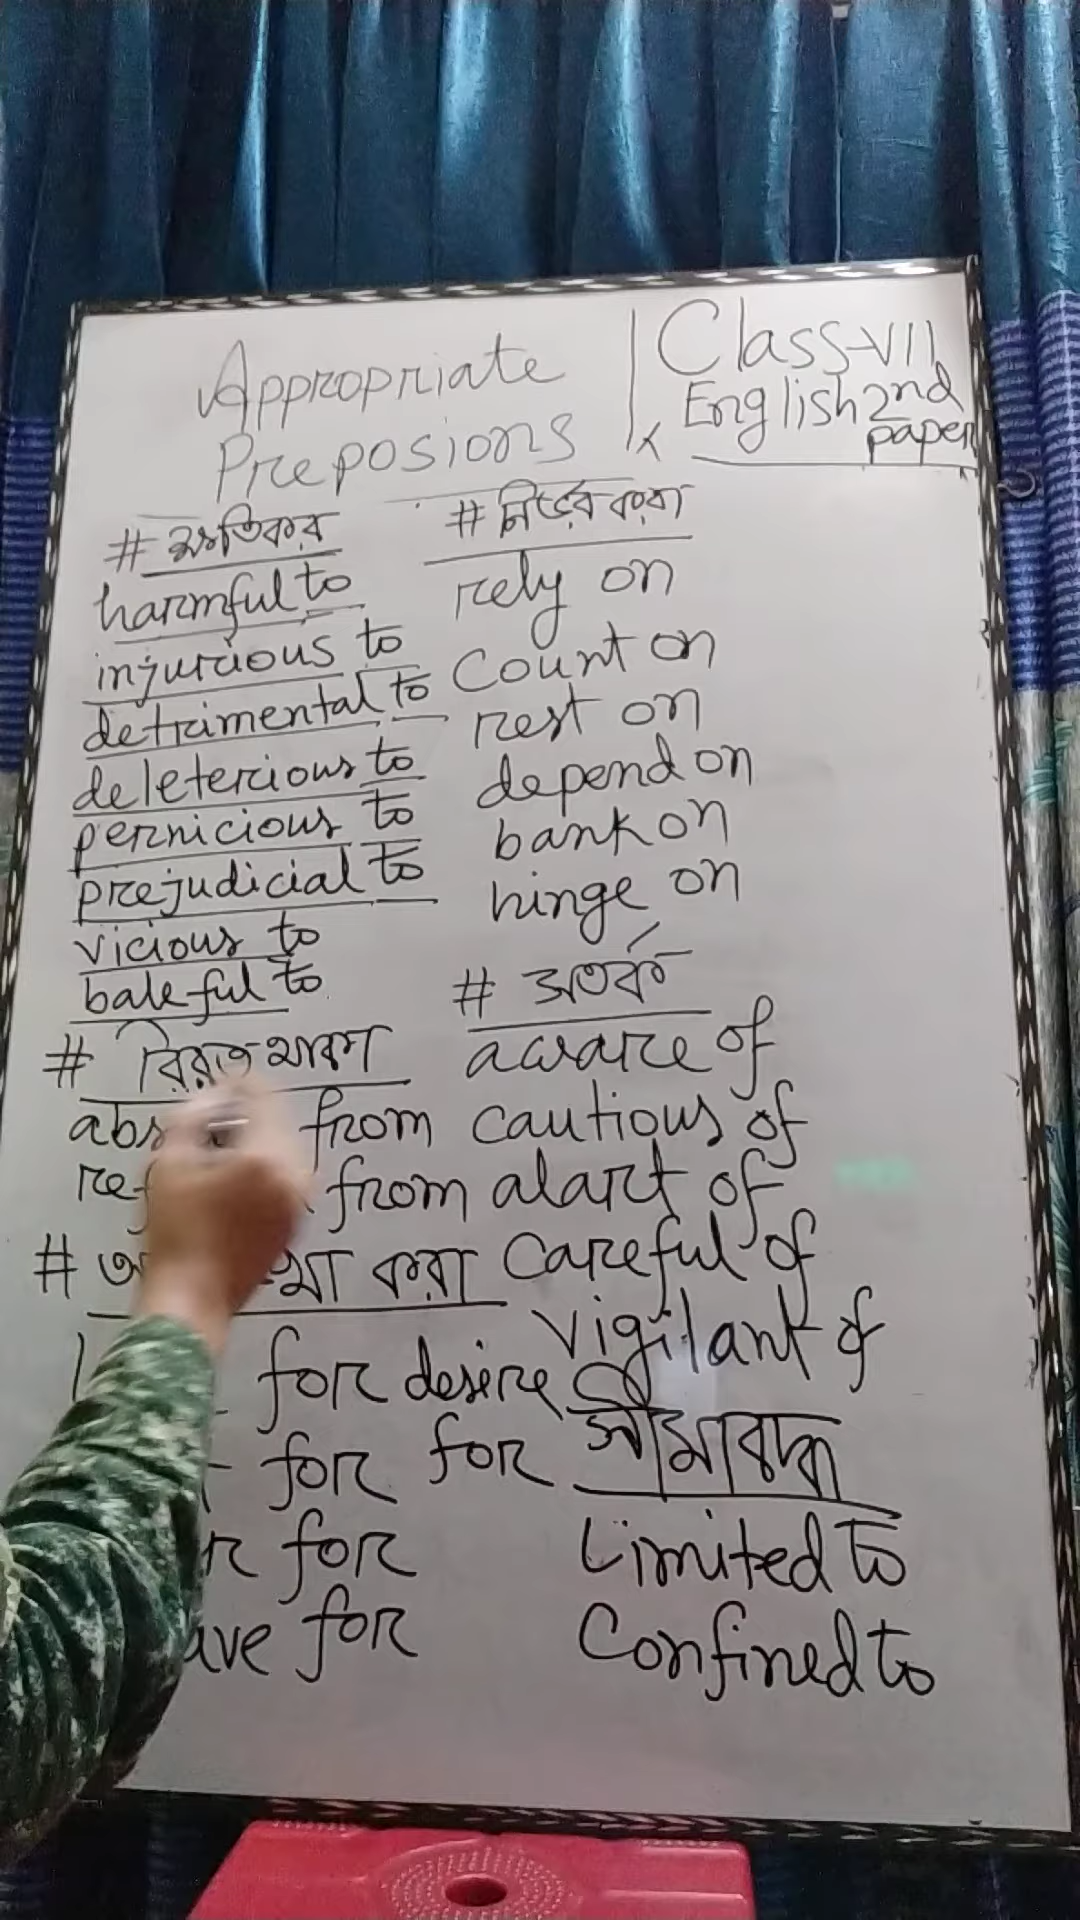 Appropriate
Preposions
Class-VII
English 2nd
paper
# ক্ষতিকর
harmful to
injurious to
detrimental to
deleterious to
pernicious to
prejudicial to
vicious to
baleful to
# বিরত থাকা
from
from
করা
for
for
for
for
# নির্ভর করা
rely on
Count on
rest on
depend on
bank on
hinge on
# সতর্ক
aware of
cautious of
alart of
Careful of
vigilant of
desire
for
সীমাবদ্ধ
Limited to
Confined to